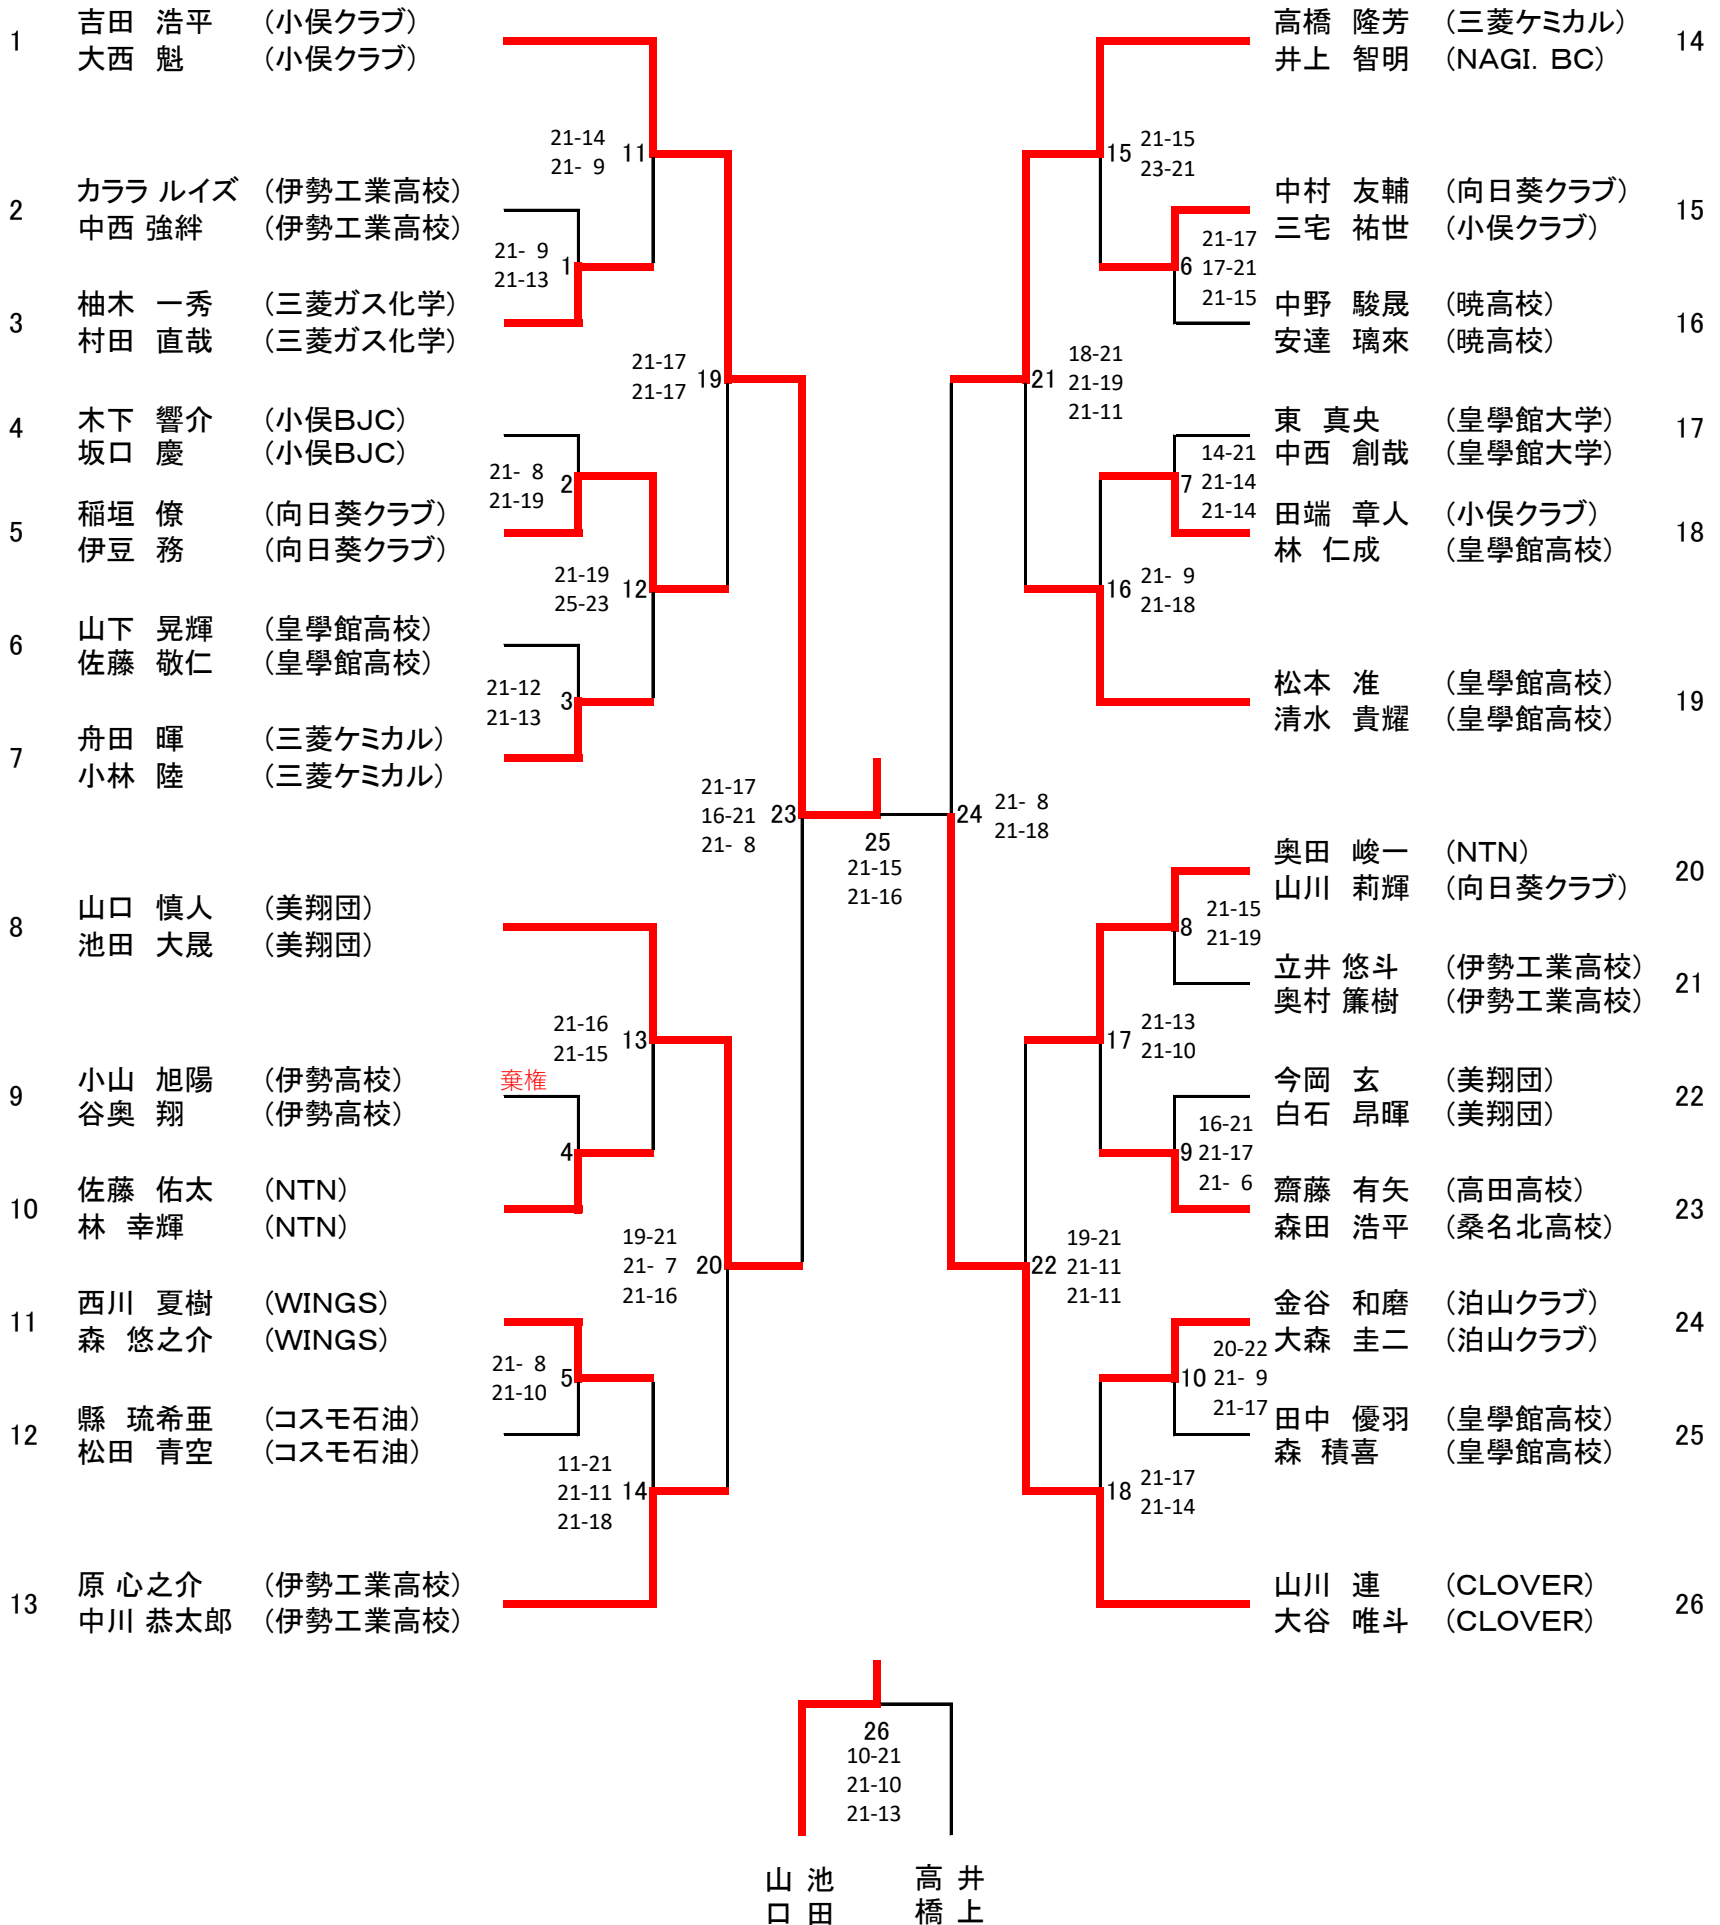 1
吉田 浩平 （小俣クラブ）
大西 魁 （小俣クラブ）
21-14
21- 9
11
2
カララ ルイズ （伊勢工業高校）
中西 強絆 （伊勢工業高校）
21- 9
21-13
1
3
柚木 一秀 （三菱ガス化学）
村田 直哉 （三菱ガス化学）
21-17
21-17
19
4
木下 響介 （小俣BJC）
坂口 慶 （小俣BJC）
21- 8
21-19
2
5
稲垣 僚 （向日葵クラブ）
伊豆 務 （向日葵クラブ）
21-19
25-23
12
6
山下 晃輝 （皇學館高校）
佐藤 敬仁 （皇學館高校）
21-12
21-13
3
7
舟田 暉 （三菱ケミカル）
小林 陸 （三菱ケミカル）
21-17
16-21
21- 8
23
8
山口 慎人 （美翔団）
池田 大晟 （美翔団）
21-16
21-15
13
9
小山 旭陽 （伊勢高校）
谷奥 翔 （伊勢高校）
棄権
4
10
佐藤 佑太 （NTN）
林 幸輝 （NTN）
19-21
21- 7
21-16
20
11
西川 夏樹 （WINGS）
森 悠之介 （WINGS）
21- 8
21-10
5
12
縣 琉希亜 （コスモ石油）
松田 青空 （コスモ石油）
11-21
21-11
21-18
14
13
原 心之介 （伊勢工業高校）
中川 恭太郎 （伊勢工業高校）
25
21-15
21-16
高橋 隆芳 （三菱ケミカル）
井上 智明 （NAGI．BC）
14
15
21-15
23-21
中村 友輔 （向日葵クラブ）
三宅 祐世 （小俣クラブ）
15
6
21-17
17-21
21-15
中野 駿晟 （暁高校）
安達 璃來 （暁高校）
16
21
18-21
21-19
21-11
東 真央 （皇學館大学）
中西 創哉 （皇學館大学）
17
7
14-21
21-14
21-14
田端 章人 （小俣クラブ）
林 仁成 （皇學館高校）
18
16
21- 9
21-18
松本 准 （皇學館高校）
清水 貴耀 （皇學館高校）
19
24
21- 8
21-18
奥田 峻一 （NTN）
山川 莉輝 （向日葵クラブ）
20
8
21-15
21-19
立井 悠斗 （伊勢工業高校）
奥村 簾樹 （伊勢工業高校）
21
17
21-13
21-10
今岡 玄 （美翔団）
白石 昂暉 （美翔団）
22
9
16-21
21-17
21- 6
齋藤 有矢 （高田高校）
森田 浩平 （桑名北高校）
23
22
19-21
21-11
21-11
金谷 和磨 （泊山クラブ）
大森 圭二 （泊山クラブ）
24
10
20-22
21- 9
21-17
田中 優羽 （皇學館高校）
森 積喜 （皇學館高校）
25
18
21-17
21-14
山川 連 （CLOVER）
大谷 唯斗 （CLOVER）
26
26
10-21
21-10
21-13
山口
池田
高橋
井上